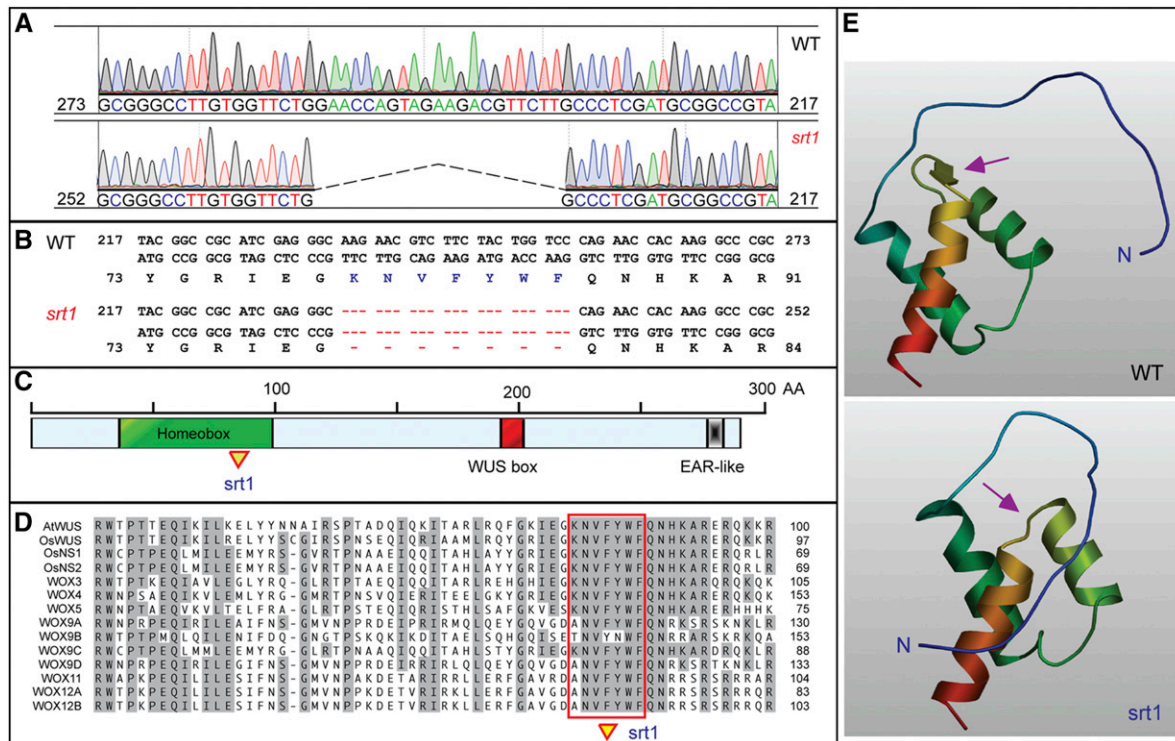 A
WT
273 GCGGGCCTTGTGGTTCTGGAACCAGTAGAAGACGTTCTTGCCCTCGATGCGGCCGTA 217
srt1
252 GCGGGCCTTGTGGTTCTG GCCCTCGATGCGGCCGTA 217
B
WT 217 TAC GGC CGC ATC GAG GGC AAG AAC GTC TTC TAC TGG TCC CAG AAC CAC AAG GCC CGC 273
ATG CCG GCG TAG CTC CCG TTC TTG CAG AAG ATG ACC AAG GTC TTG GTG TTC CGG GCG
73 Y G R I E G K N V F Y W F Q N H K A R 91
srt1 217 TAC GGC CGC ATC GAG GGC --- --- --- --- --- --- --- CAG AAC CAC AAG GCC CGC 252
ATG CCG GCG TAG CTC CCG --- --- --- --- --- --- --- GTC TTG GTG TTC CGG GCG
73 Y G R I E G - - - - - - - Q N H K A R 84
C
100 200 300 AA
Homeobox
srt1
WUS box
EAR-like
D
AtWUS RWTPTTEQIKILKELYYNNAIRSPTADQIQKITARLRQFGKIEGKNVFYWFQNHKARERQKKR 100
OsWUS RWTPTTEQIKILRELYYSCGIRSPNSEQIQRIAAMLRQYGRIEGKNVFYWFQNHKARERQKKR 97
OsNS1 RWCPTPEQLMILEEMYRS-GVRTPNAAEIQQITAHLAYYGRIEGKNVFYWFQNHKARERQRLR 69
OsNS2 RWCPTPEQLMILEEMYRS-GVRTPNAAEIQQITAHLAYYGRIEGKNVFYWFQNHKARERQRLR 69
WOX3 RWTPTKEQIAVLEGLYRQ-GLRTPTAEQIQQITARLREHGHIEGKNVFYWFQNHKARQRQKQK 105
WOX4 RWNPSAEQIKVLEMLYRG-GMRTPNSVQIERITEELGKYGRIEGKNVFYWFQNHKARERQKQK 153
WOX5 RWNPTAEQVKVLTELFRA-GLRTPSTEQIQRISTHLSAFGKVESKNVFYWFQNHKARERHHHK 75
WOX9A RWNPRPEQIRILEAIFNS-GMVNPPRDEIPRIRMQLQEYGQVGDANVFYWFQNRKSRSKNKLR 130
WOX9B RWTPTPMQLQILENIFDQ-GNGTPSKQKIKDITAELSQHGQISETNVYNWFQNRRARSKRKQA 153
WOX9C RWCPTPEQLMMLEEMYRG-GLRTPNAAQIQQITAHLSTYGRIEGKNVFYWFQNHKARDRQKLR 88
WOX9D RWNPRPEQIRILESIFNS-GMVNPPRDEIRRIRLQLQEYGQVGDANVFYWFQNRKSRTKNKLR 133
WOX11 RWTPKPEQILILESIFNS-GMVNPPKDETVRIRRLLERFGAVRDANVFYWFQNRRSRSRRRAR 104
WOX12A RWTPKPEQILILESIFNS-GMVNPPKDETVRIRKLLERFGAVRDANVFYWFQNRRSRSRRRQR 83
WOX12B RWTPKPEQILILESIFNS-GMVNPPKDETVRIRKLLERFGAVRDANVFYWFQNRRSRSRRRQR 103
srt1
E
N
WT
N
srt1